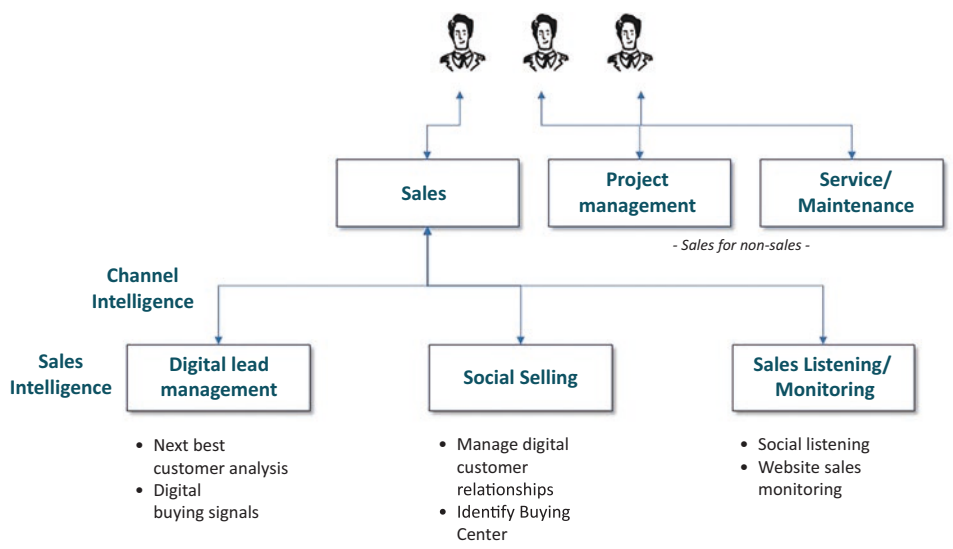 Sales
Project
management
Service/
Maintenance
- Sales for non-sales -
Channel
Intelligence
Sales
Intelligence
Digital lead
management
Social Selling
Sales Listening/
Monitoring
• Next best
customer analysis
• Digital
buying signals
• Manage digital
customer
relationships
• Identify Buying
Center
• Social listening
• Website sales
monitoring